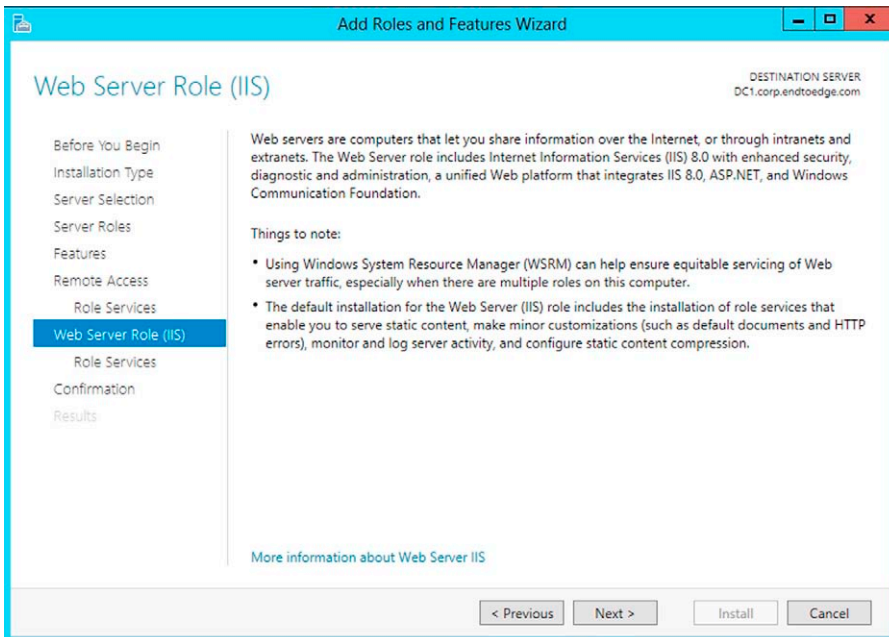 Add Roles and Features Wizard
Web Server Role (IIS)
DESTINATION SERVER
DC1.corp.endtoedge.com
Before You Begin
Installation Type
Server Selection
Server Roles
Features
Remote Access
Role Services
Web Server Role (IIS)
Role Services
Confirmation
Results
Web servers are computers that let you share information over the Internet, or through intranets and
extranets. The Web Server role includes Internet Information Services (IIS) 8.0 with enhanced security,
diagnostic and administration, a unified Web platform that integrates IIS 8.0, ASP.NET, and Windows
Communication Foundation.
Things to note:
• Using Windows System Resource Manager (WSRM) can help ensure equitable servicing of Web
server traffic, especially when there are multiple roles on this computer.
• The default installation for the Web Server (IIS) role includes the installation of role services that
enable you to serve static content, make minor customizations (such as default documents and HTTP
errors), monitor and log server activity, and configure static content compression.
More information about Web Server IIS
< Previous
Next >
Install
Cancel